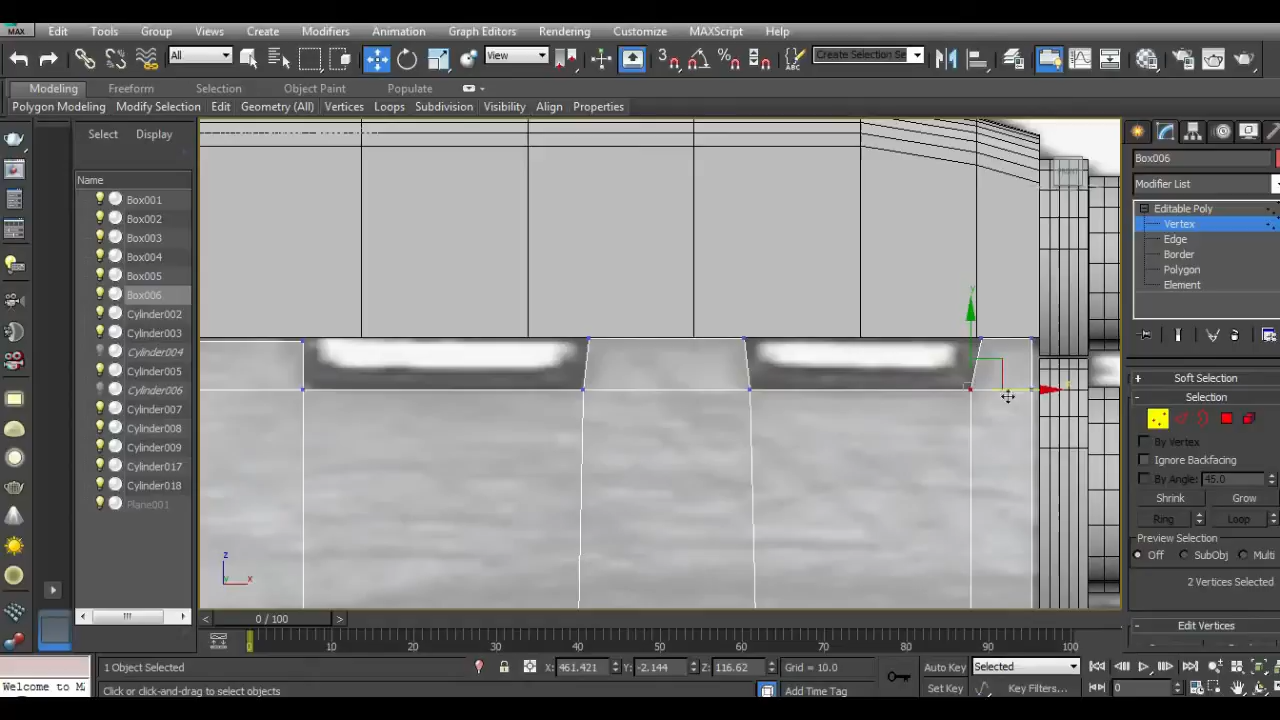 MAX Edit Tools Group Views Create Modifiers Animation Graph Editors Rendering Customize MAXScript Help
All View Create Selection Se
Modeling Freeform Selection Object Paint Populate
Polygon Modeling Modify Selection Edit Geometry (All) Vertices Loops Subdivision Visibility Align Properties
Select Display
Name
Box001
Box002
Box003
Box004
Box005
Box006
Cylinder002
Cylinder003
Cylinder004
Cylinder005
Cylinder006
Cylinder007
Cylinder008
Cylinder009
Cylinder017
Cylinder018
Plane001
y
z
y x
Box006
Modifier List
Editable Poly
Vertex
Edge
Border
Polygon
Element
+ Soft Selection
- Selection
By Vertex
Ignore Backfacing
By Angle: 45.0
Shrink Grow
Ring Loop
Preview Selection
Off SubObj Multi
2 Vertices Selected
- Edit Vertices
< 0 / 100 >
0 10 20 30 40 50 60 70 80 90 100
1 Object Selected X: 461.421 Y: -2.144 Z: 116.62 Grid = 10.0 Auto Key Selected
Welcome to M
Click or click-and-drag to select objects Add Time Tag Set Key Key Filters... 0